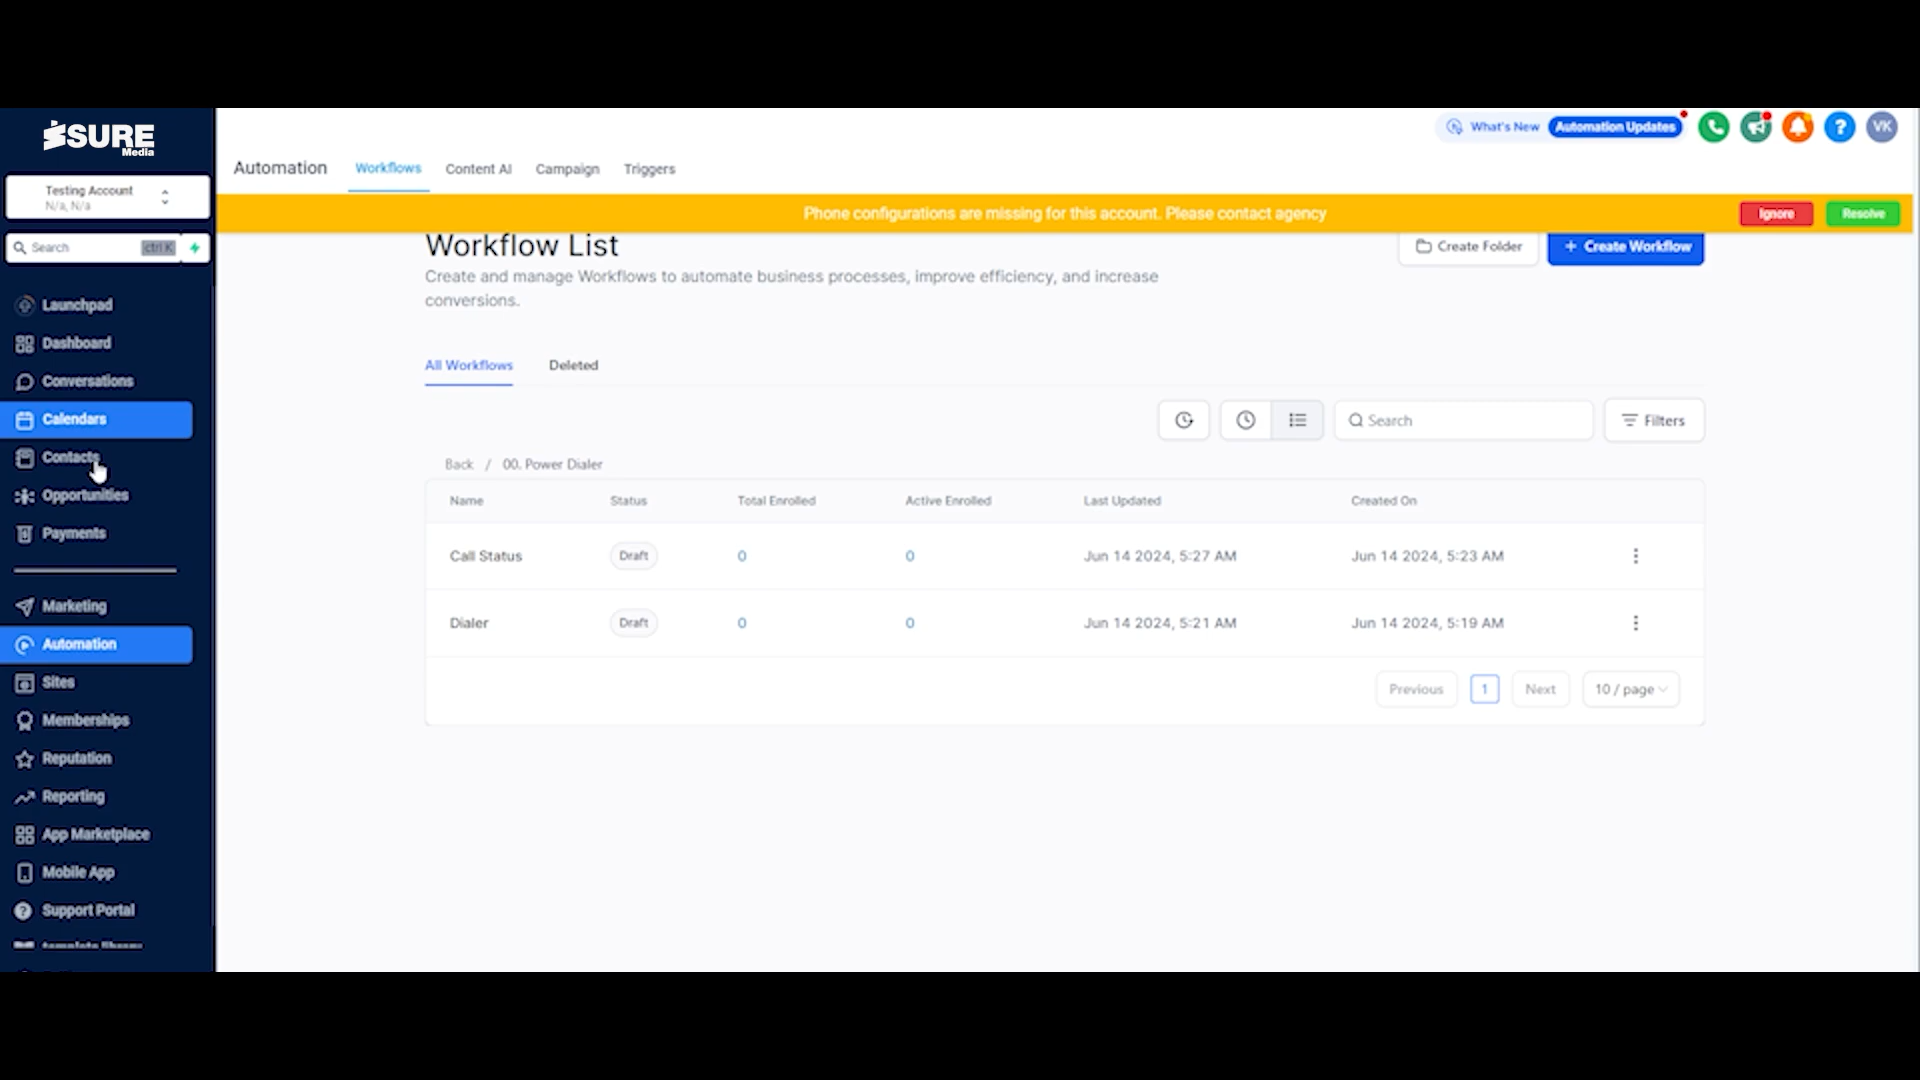 SURE
Media
Testing Account
N/a, N/a
Search
ctrl K
Launchpad
Dashboard
Conversations
Calendars
Contacts
Opportunities
Payments
Marketing
Automation
Sites
Memberships
Reputation
Reporting
App Marketplace
Mobile App
Support Portal
What's New
Automation Updates
VK
Automation
Workflows
Content AI
Campaign
Triggers
Phone configurations are missing for this account. Please contact agency
Ignore
Resolve
Workflow List
Create Folder
+ Create Workflow
Create and manage Workflows to automate business processes, improve efficiency, and increase
conversions.
All Workflows
Deleted
Search
Filters
Back / 00. Power Dialer
Name Status Total Enrolled Active Enrolled Last Updated Created On
Call Status Draft 0 0 Jun 14 2024, 5:27 AM Jun 14 2024, 5:23 AM
Dialer Draft 0 0 Jun 14 2024, 5:21 AM Jun 14 2024, 5:19 AM
Previous 1 Next 10 / page